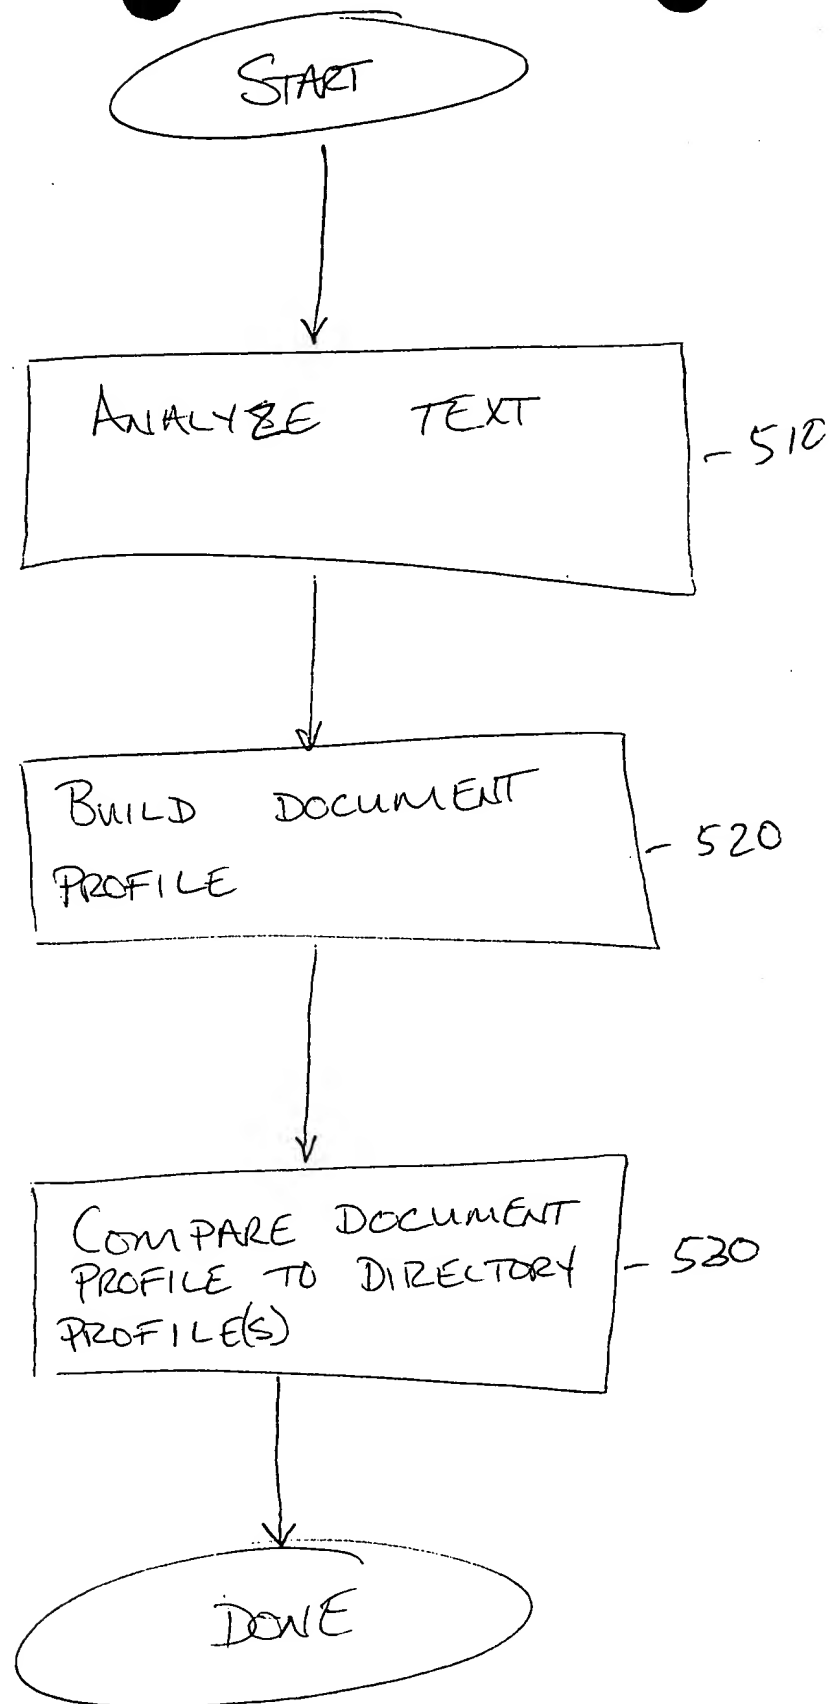 START
ANALYZE TEXT
- 510
BUILD DOCUMENT
PROFILE
- 520
COMPARE DOCUMENT
PROFILE TO DIRECTORY
PROFILE(S)
- 530
DONE